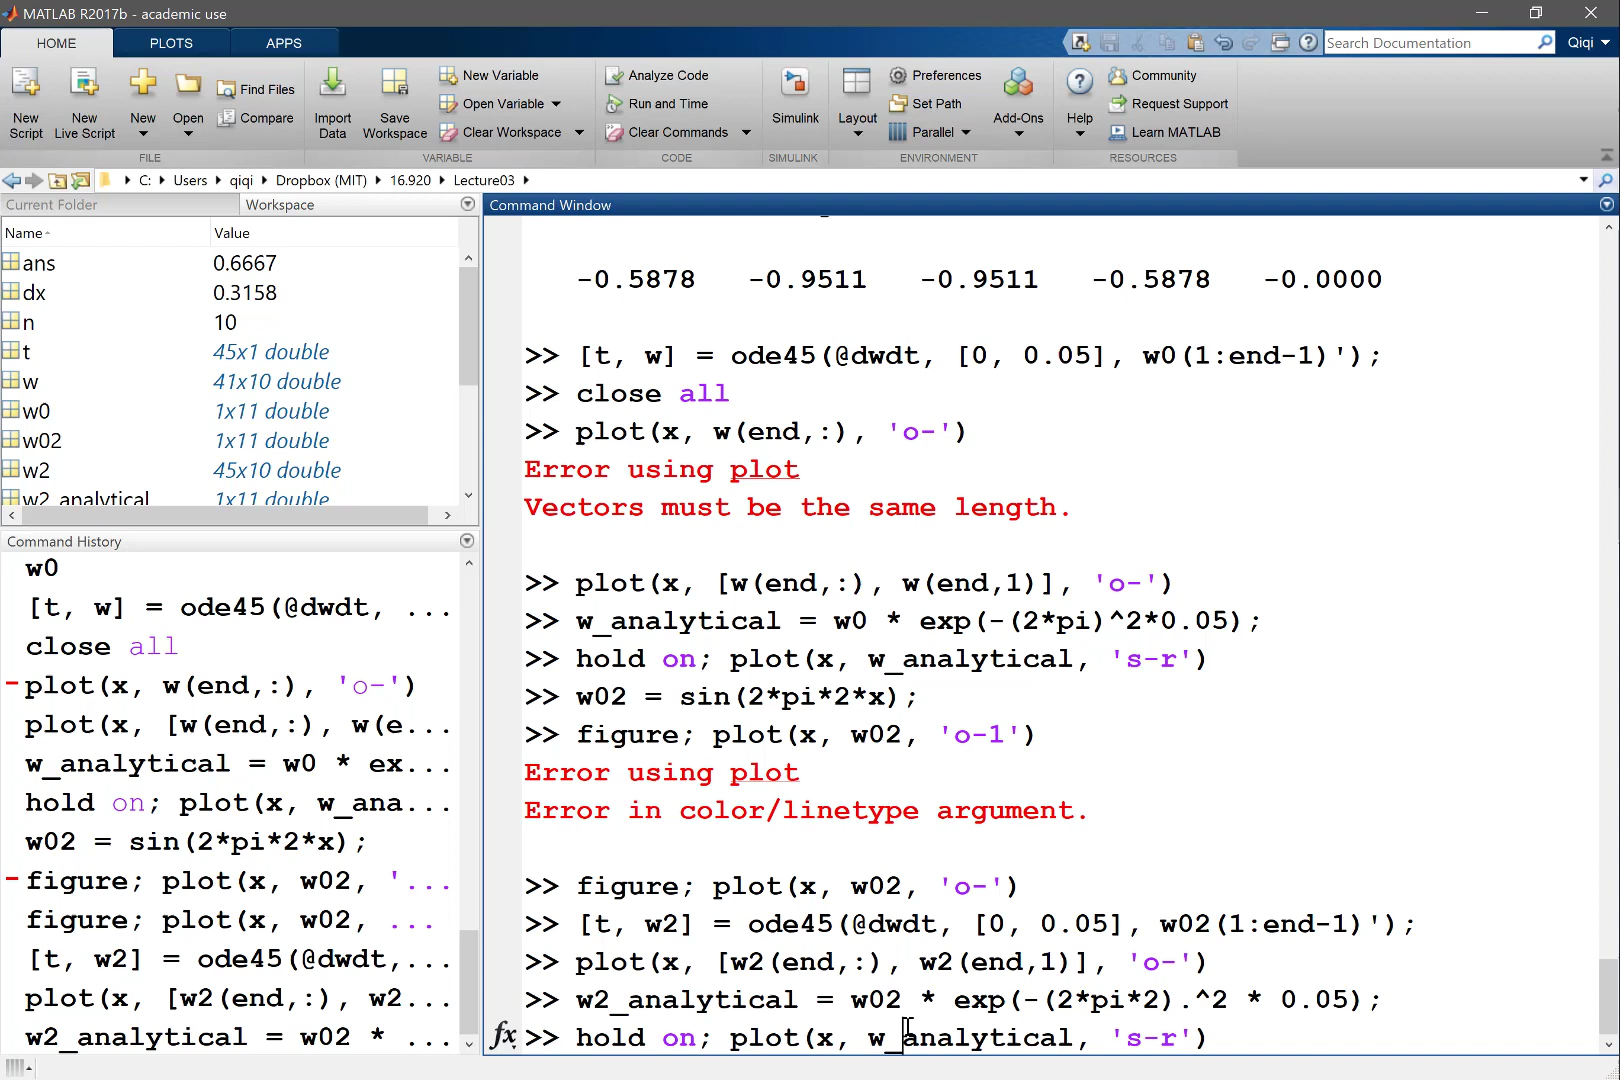 MATLAB R2017b - academic use
HOME PLOTS APPS
Search Documentation
Qiqi
New Script
New Live Script
New
Open
Find Files
Compare
Import Data
Save Workspace
New Variable
Open Variable
Clear Workspace
Analyze Code
Run and Time
Clear Commands
Simulink
Layout
Preferences
Set Path
Parallel
Add-Ons
Help
Community
Request Support
Learn MATLAB
FILE VARIABLE CODE SIMULINK ENVIRONMENT RESOURCES
C: Users qiqi Dropbox (MIT) 16.920 Lecture03
Current Folder Workspace
Name Value
ans 0.6667
dx 0.3158
n 10
t 45x1 double
w 41x10 double
w0 1x11 double
w02 1x11 double
w2 45x10 double
w2_analytical 1x11 double
Command History
w0
[t, w] = ode45(@dwdt, ...
close all
plot(x, w(end,:), 'o-')
plot(x, [w(end,:), w(e...
w_analytical = w0 * ex...
hold on; plot(x, w_ana...
w02 = sin(2*pi*2*x);
figure; plot(x, w02, '...
figure; plot(x, w02, ...
[t, w2] = ode45(@dwdt,...
plot(x, [w2(end,:), w2...
w2_analytical = w02 * ...
Command Window
-0.5878 -0.9511 -0.9511 -0.5878 -0.0000
>> [t, w] = ode45(@dwdt, [0, 0.05], w0(1:end-1)');
>> close all
>> plot(x, w(end,:), 'o-')
Error using plot
Vectors must be the same length.
>> plot(x, [w(end,:), w(end,1)], 'o-')
>> w_analytical = w0 * exp(-(2*pi)^2*0.05);
>> hold on; plot(x, w_analytical, 's-r')
>> w02 = sin(2*pi*2*x);
>> figure; plot(x, w02, 'o-1')
Error using plot
Error in color/linetype argument.
>> figure; plot(x, w02, 'o-')
>> [t, w2] = ode45(@dwdt, [0, 0.05], w02(1:end-1)');
>> plot(x, [w2(end,:), w2(end,1)], 'o-')
>> w2_analytical = w02 * exp(-(2*pi*2).^2 * 0.05);
fx >> hold on; plot(x, w_analytical, 's-r')